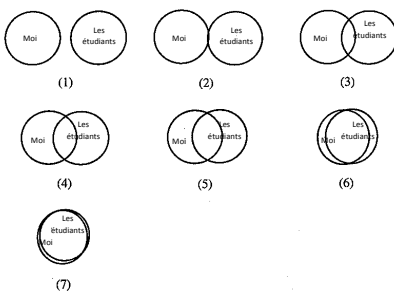 Moi
Les
étudiants
(1)
Moi
Les
étudiants
(2)
Moi
Les
étudiants
(3)
Moi
Les
étudiants
(4)
Moi
Les
étudiants
(5)
Moi
Les
étudiants
(6)
Les
étudiants
Moi
(7)